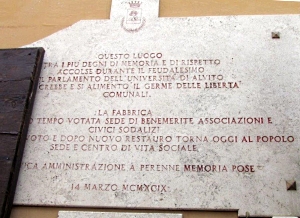 QUESTO LUOGO
TRA I PIÙ DEGNI DI MEMORIA E DI RISPETTO
ACCOLSE DURANTE IL FEUDALESIMO
IL PARLAMENTO DELL'UNIVERSITÀ DI ALVITO
CREBBE E SI ALIMENTÒ IL GERME DELLE LIBERTÀ
COMUNALI.
LA FABBRICA
TEMPO VOTATA SEDE DI BENEMERITE ASSOCIAZIONI E
CIVICI SODALIZI
E DOPO NUOVO RESTAURO TORNA OGGI AL POPOLO
SEDE E CENTRO DI VITA SOCIALE
AMMINISTRAZIONE A PERENNE MEMORIA POSE
14 MARZO MCMXCIX